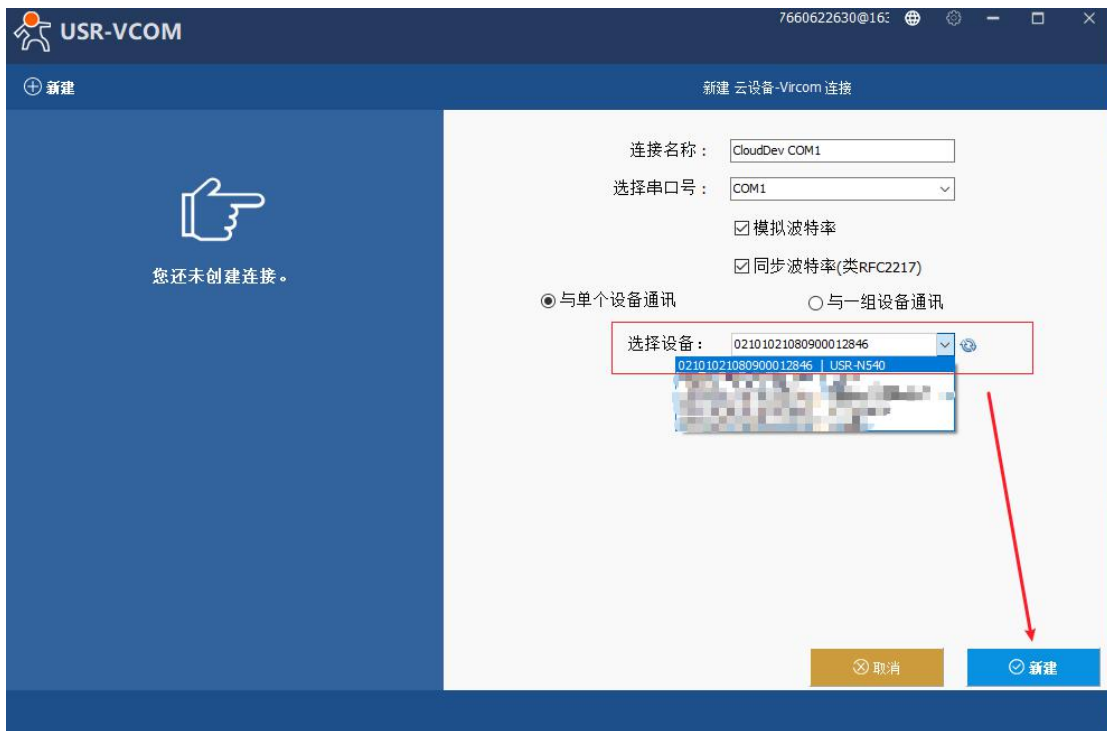 USR-VCOM
7660622630@163
新建
新建 云设备-Vircom 连接
连接名称：
CloudDev COM1
选择串口号：
COM1
模拟波特率
同步波特率(类RFC2217)
与单个设备通讯
与一组设备通讯
选择设备：
02101021080900012846
02101021080900012846 | USR-N540
您还未创建连接。
取消
新建